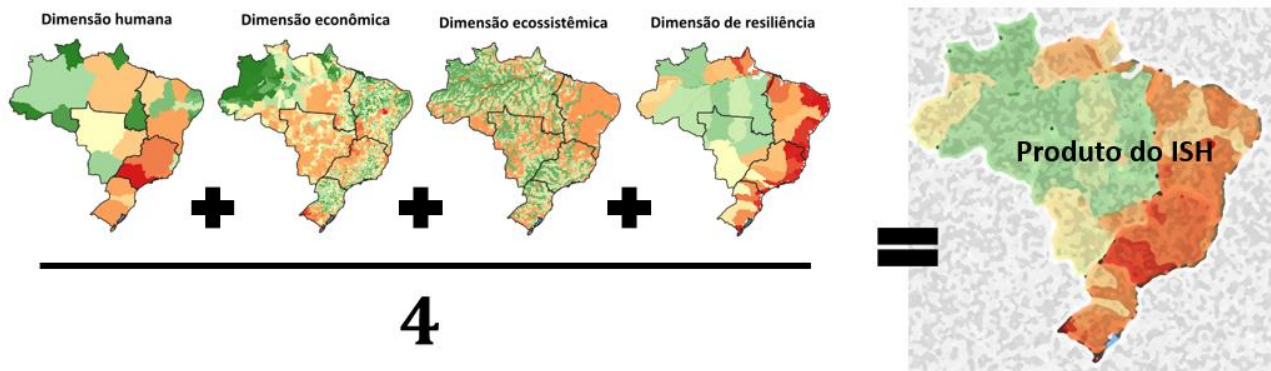 Dimensão humana
Dimensão econômica
Dimensão ecossistêmica
Dimensão de resiliência
+
+
+
=
Produto do ISH
4